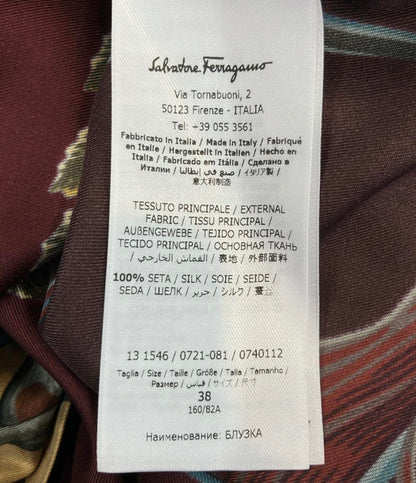 Salvatore Ferragamo
Via Tornabuoni, 2
50123 Firenze - ITALIA
Tel: +39 055 3561
Fabbricato in Italia / Made in Italy / Fabriqué
en Italie / Hergestellt in Italien / Hecho en
Italia / Fabricado em Itália / Сделано в
Италии / صنع في إيطاليا / イタリア製 /
意大利制造
TESSUTO PRINCIPALE / EXTERNAL
FABRIC / TISSU PRINCIPAL /
AUßENGEWEBE / TEJIDO PRINCIPAL /
TECIDO PRINCIPAL / ОСНОВНАЯ ТКАНЬ
/ القماش الخارجي / 表地 / 外部面料
100% SETA / SILK / SOIE / SEIDE /
SEDA / ШЕЛК / حرير / シルク /
13 1546 / 0721-081 / 0740112
Taglia / Size / Taille / Größe / Talla / Tamanho /
Размер / قياس / サイズ / 尺寸
38
160/82A
Наименование: БЛУЗКА